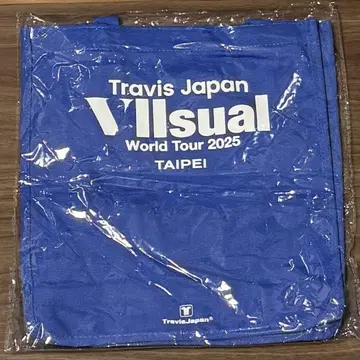 Travis Japan
VIIsual
World Tour 2025
TAIPEI
T
TravisJapan®